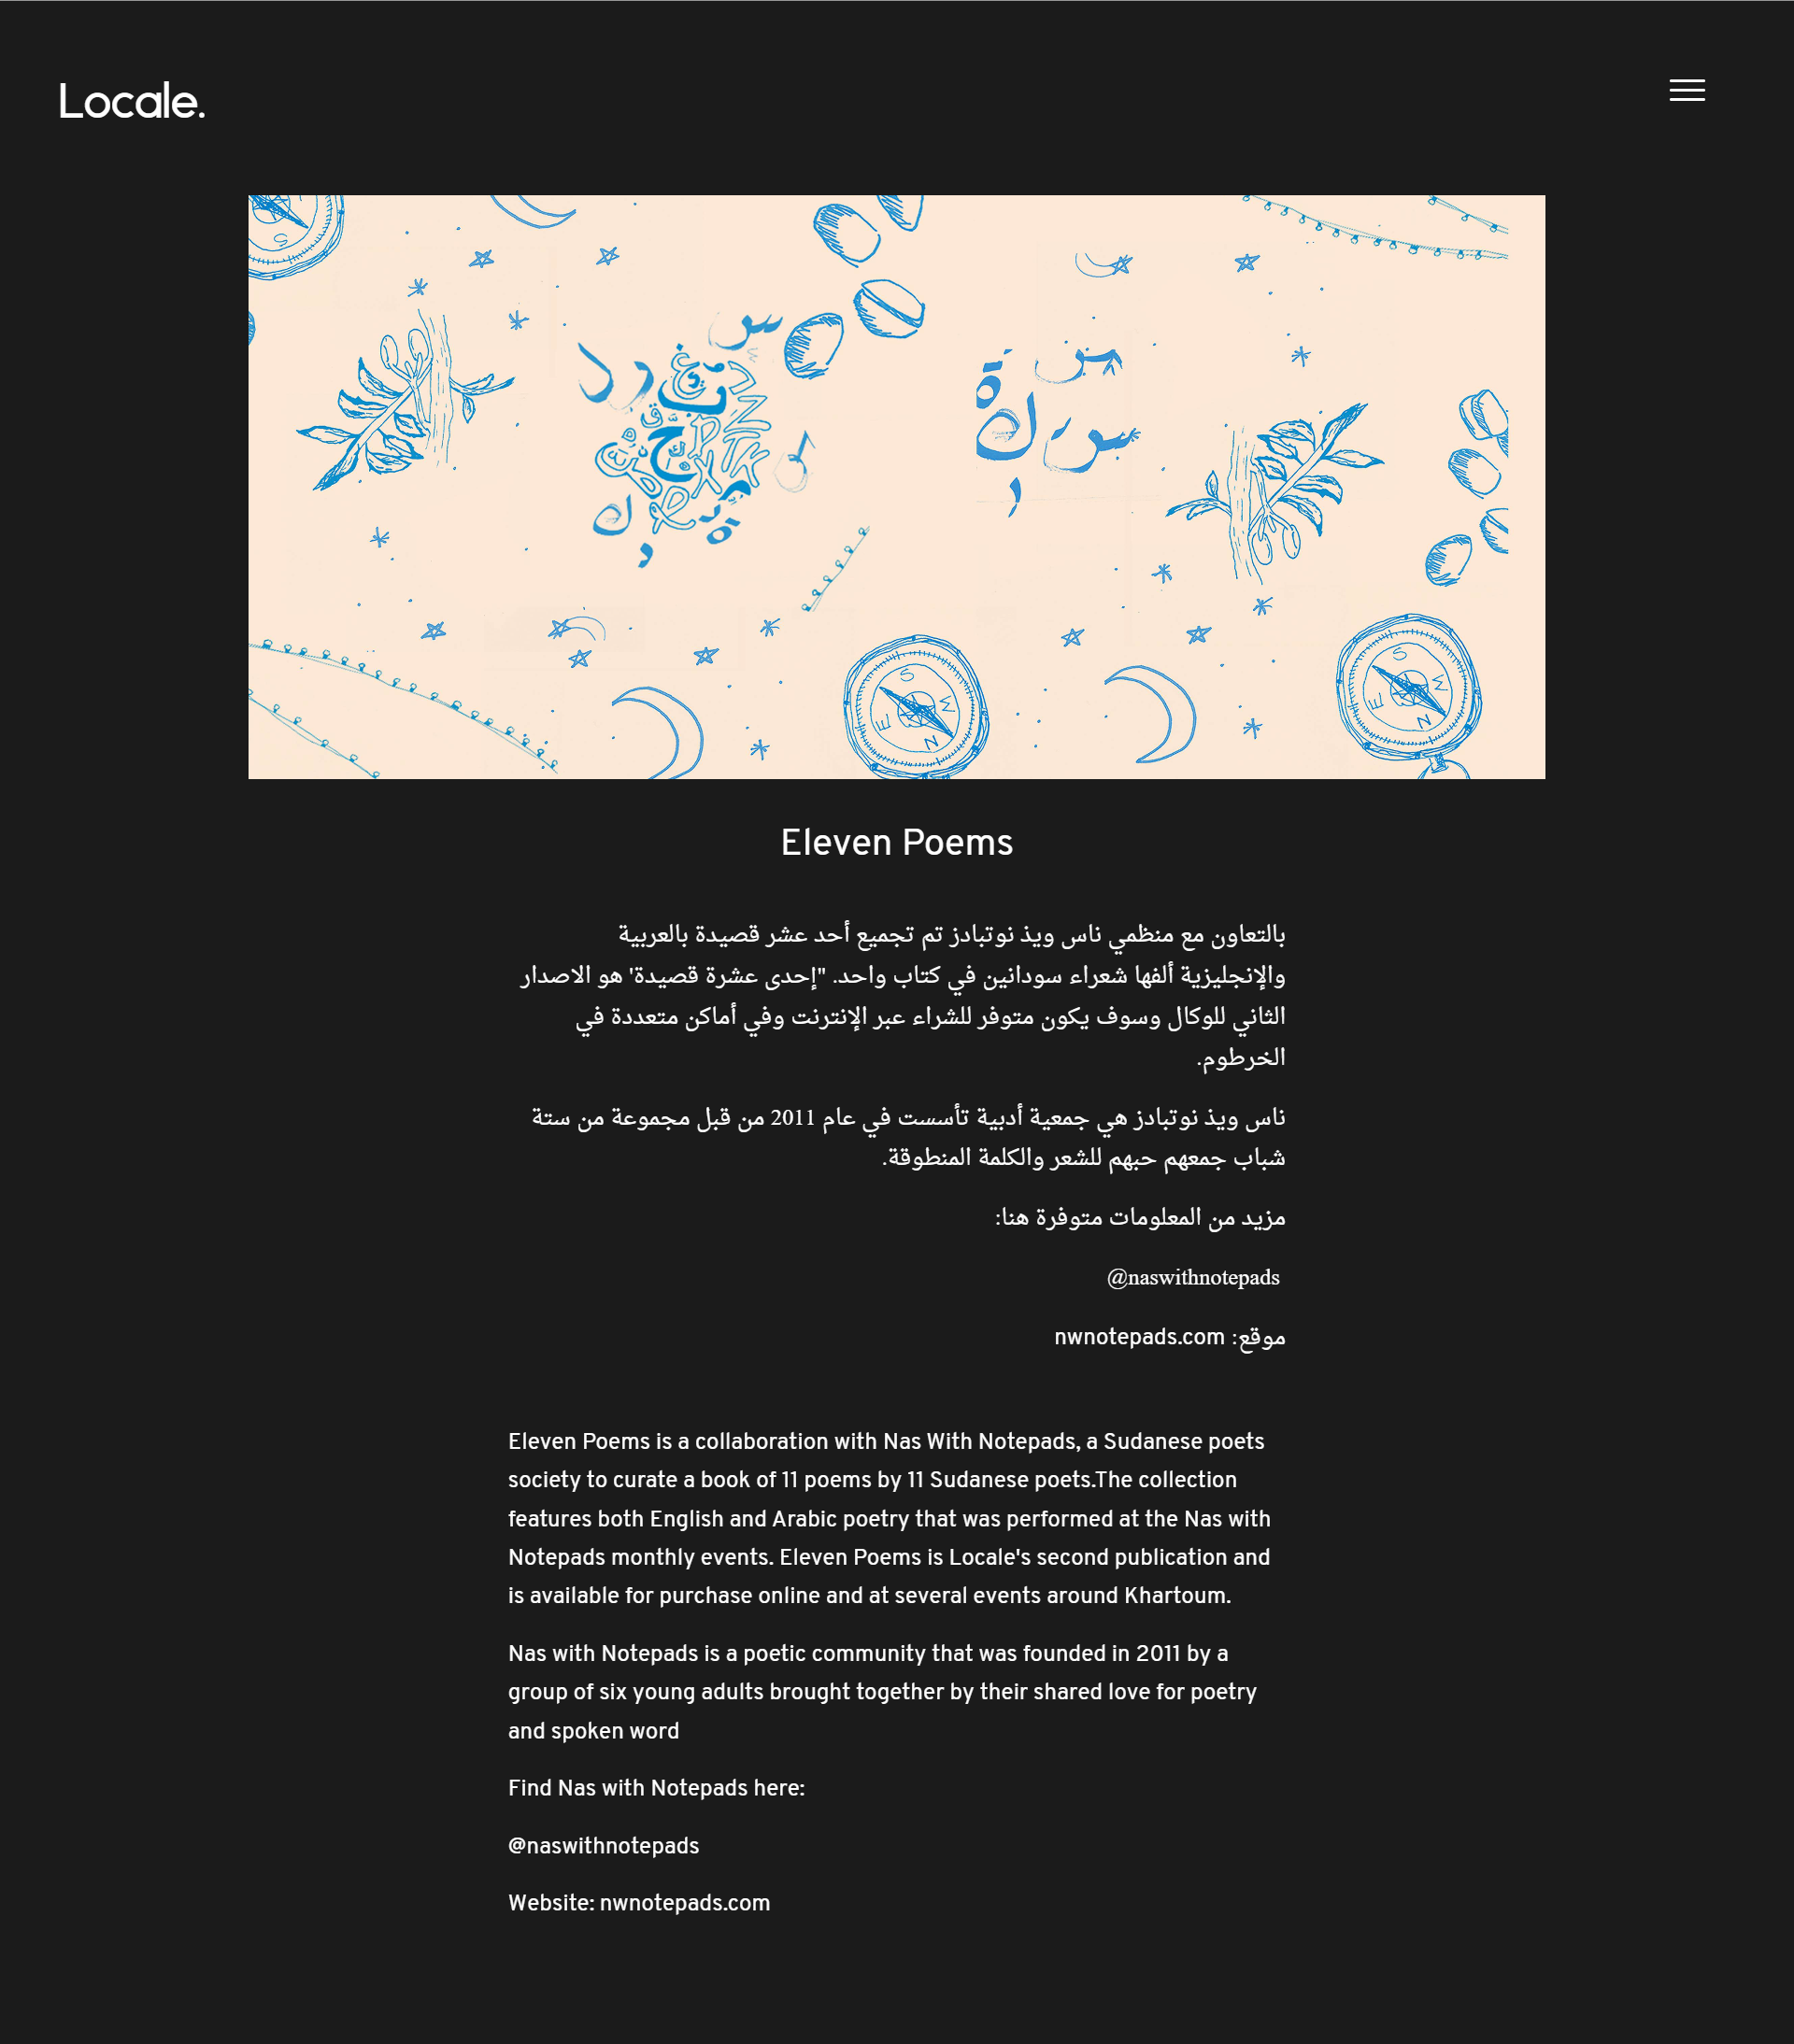 Locale.
Eleven Poems
بالتعاون مع منظمي ناس ويذ نوتبادز تم تجميع أحد عشر قصيدة بالعربية
والإنجليزية ألفها شعراء سودانين في كتاب واحد. "إحدى عشرة قصيدة' هو الاصدار
الثاني للوكال وسوف يكون متوفر للشراء عبر الإنترنت وفي أماكن متعددة في
الخرطوم.
ناس ويذ نوتبادز هي جمعية أدبية تأسست في عام 2011 من قبل مجموعة من ستة
شباب جمعهم حبهم للشعر والكلمة المنطوقة.
مزيد من المعلومات متوفرة هنا:
@naswithnotepads
موقع: nwnotepads.com
Eleven Poems is a collaboration with Nas With Notepads, a Sudanese poets
society to curate a book of 11 poems by 11 Sudanese poets.The collection
features both English and Arabic poetry that was performed at the Nas with
Notepads monthly events. Eleven Poems is Locale's second publication and
is available for purchase online and at several events around Khartoum.
Nas with Notepads is a poetic community that was founded in 2011 by a
group of six young adults brought together by their shared love for poetry
and spoken word
Find Nas with Notepads here:
@naswithnotepads
Website: nwnotepads.com